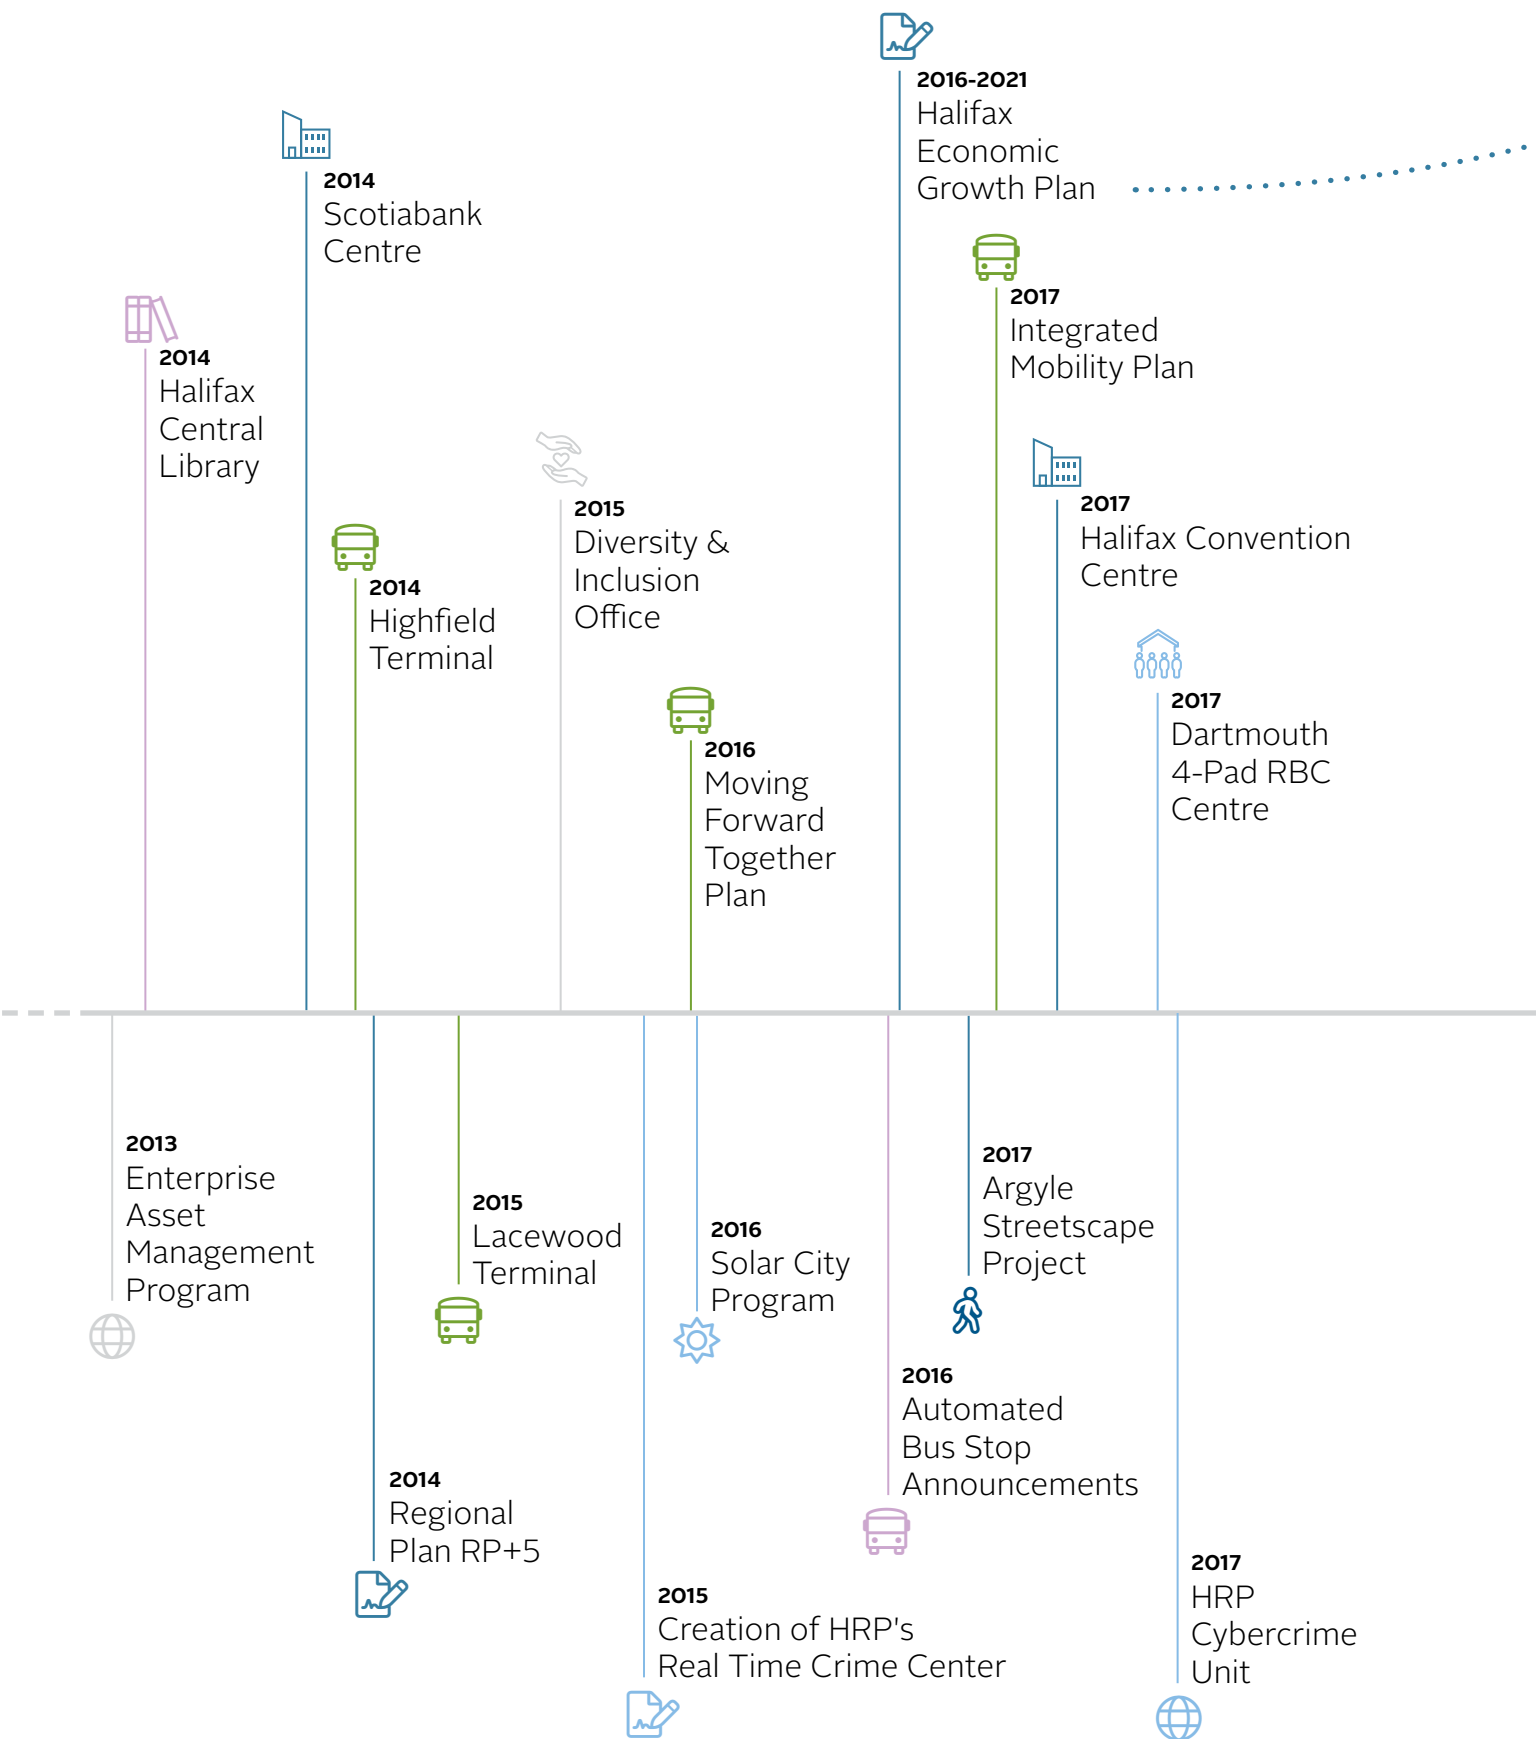 2016-2021
Halifax
Economic
Growth Plan
2014
Scotiabank
Centre
2017
Integrated
Mobility Plan
2014
Halifax
Central
Library
2017
Halifax Convention
Centre
2015
Diversity &
Inclusion
Office
2014
Highfield
Terminal
2017
Dartmouth
4-Pad RBC
Centre
2016
Moving
Forward
Together
Plan
2013
Enterprise
Asset
Management
Program
2017
Argyle
Streetscape
Project
2015
Lacewood
Terminal
2016
Solar City
Program
2016
Automated
Bus Stop
Announcements
2014
Regional
Plan RP+5
2017
HRP
Cybercrime
Unit
2015
Creation of HRP's
Real Time Crime Center